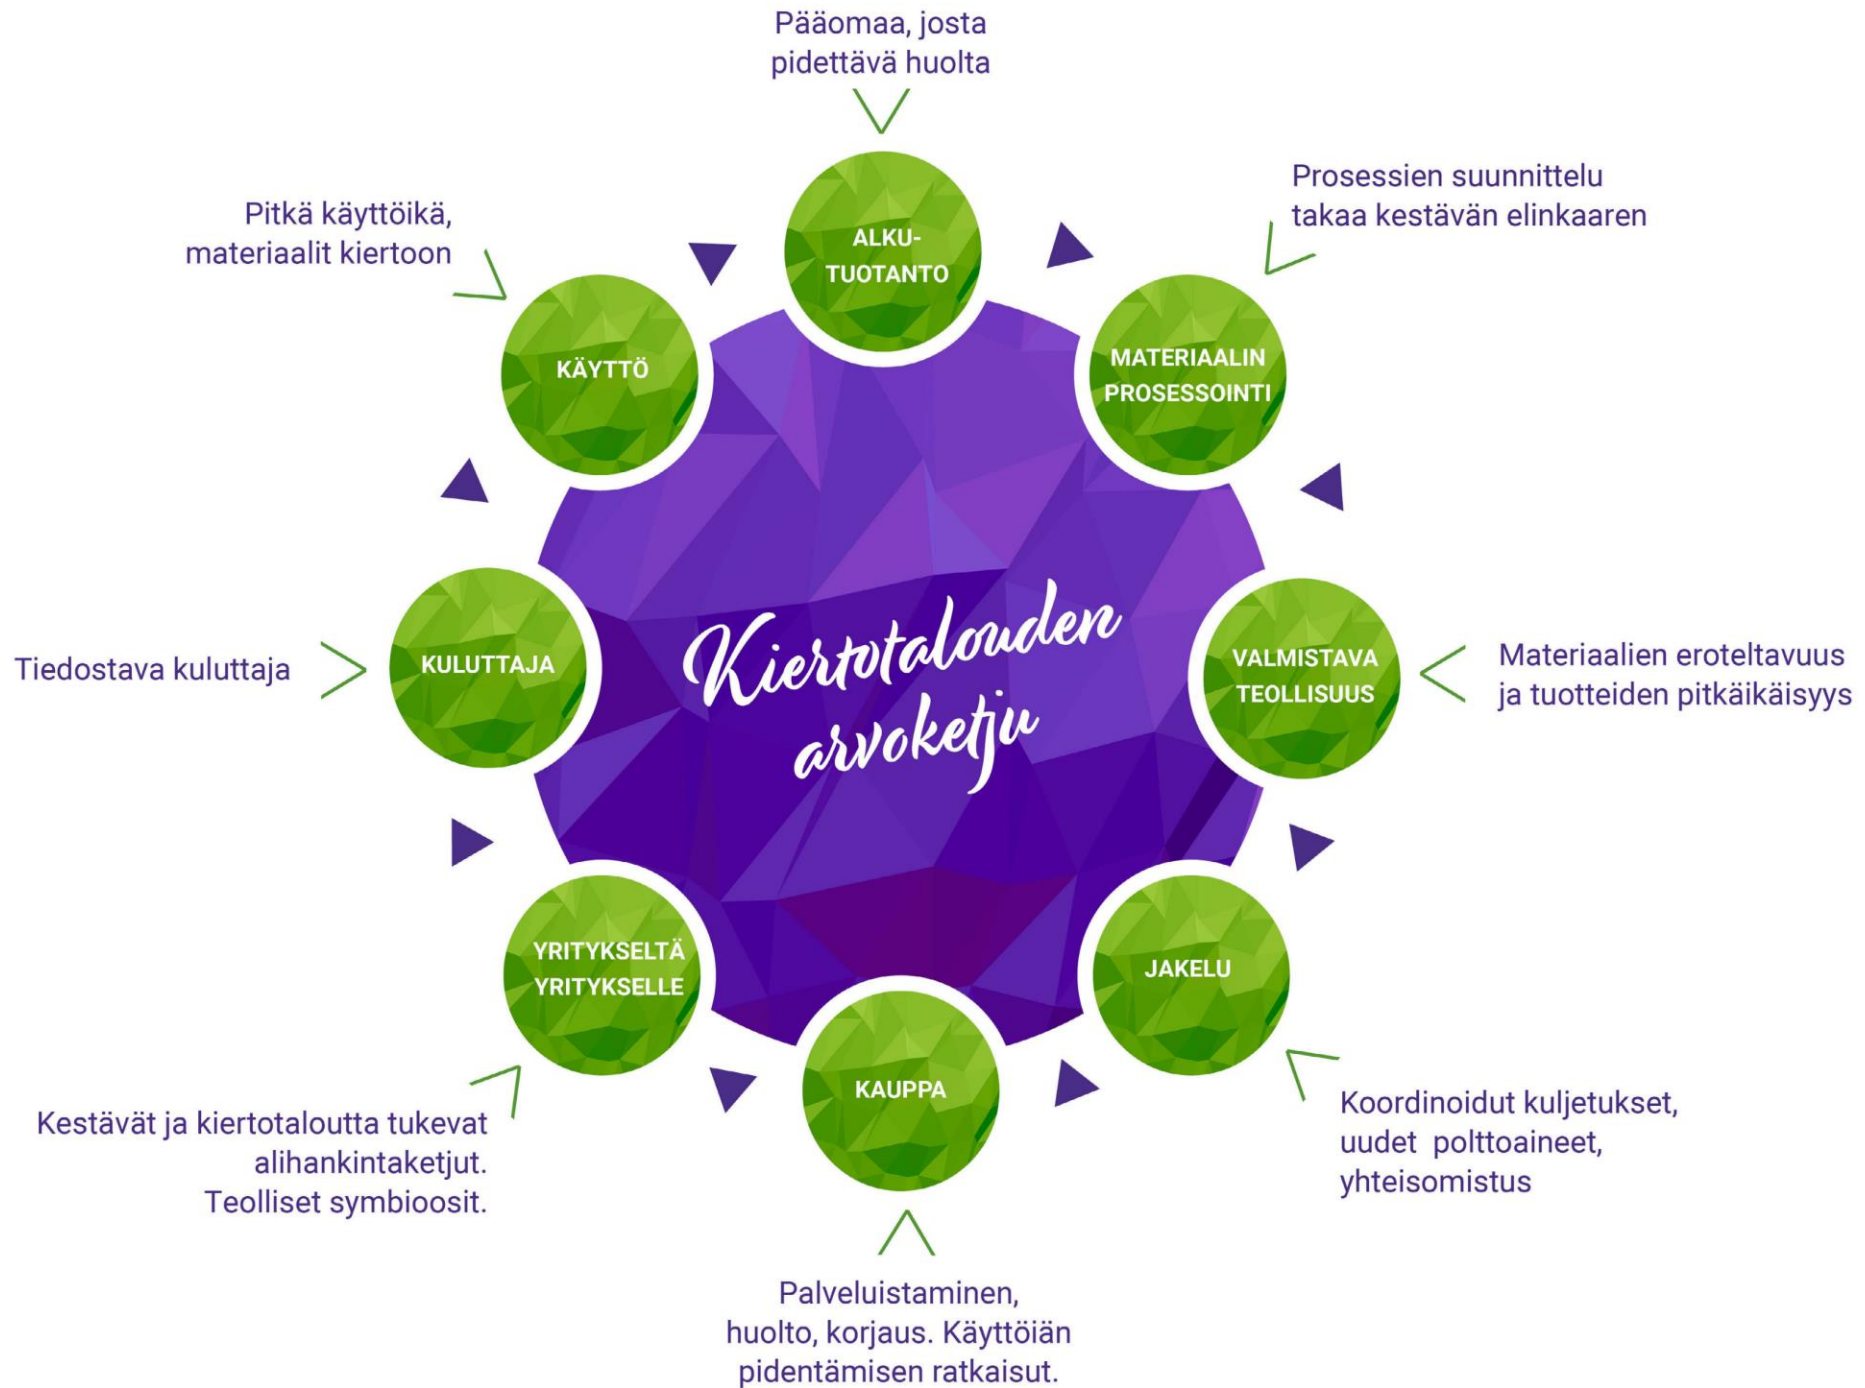 Pääomaa, josta
pidettävä huolta
ALKU-
TUOTANTO
Prosessien suunnittelu
takaa kestävän elinkaaren
MATERIAALIN
PROSESSOINTI
Materiaalien eroteltavuus
ja tuotteiden pitkäikäisyys
VALMISTAVA
TEOLLISUUS
Koordinoidut kuljetukset,
uudet polttoaineet,
yhteisomistus
JAKELU
Palveluistaminen,
huolto, korjaus. Käyttöiän
pidentämisen ratkaisut.
KAUPPA
Kestävät ja kiertotaloutta tukevat
alihankintaketjut.
Teolliset symbioosit.
YRITYKSELTÄ
YRITYKSELLE
Tiedostava kuluttaja
KULUTTAJA
Pitkä käyttöikä,
materiaalit kiertoon
KÄYTTÖ
Kiertotalouden
arvoketju